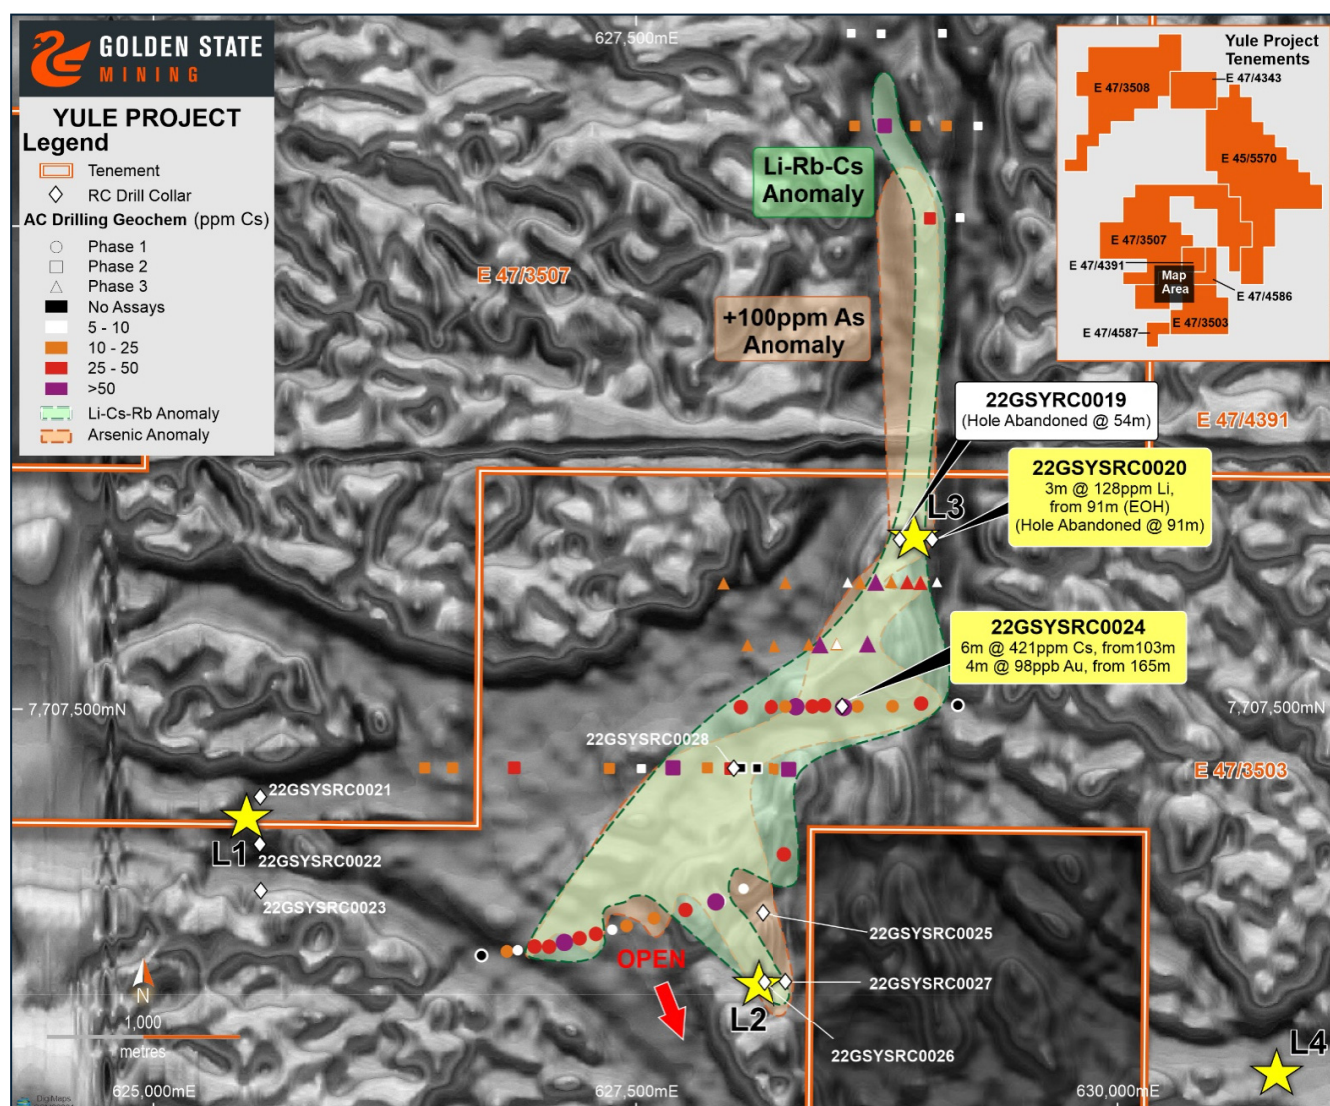 GOLDEN STATE
MINING
YULE PROJECT
Legend
Tenement
RC Drill Collar
AC Drilling Geochem (ppm Cs)
Phase 1
Phase 2
Phase 3
No Assays
5 - 10
10 - 25
25 - 50
>50
Li-Cs-Rb Anomaly
Arsenic Anomaly
627,500mE
Yule Project
Tenements
E 47/4343
E 47/3508
E 45/5570
E 47/3507
E 47/4391
Map
Area
E 47/4586
E 47/3503
E 47/4587
Li-Rb-Cs
Anomaly
E 47/3507
+100ppm As
Anomaly
22GSYRC0019
(Hole Abandoned @ 54m)
E 47/4391
22GSYSRC0020
3m @ 128ppm Li,
from 91m (EOH)
(Hole Abandoned @ 91m)
L3
22GSYSRC0024
6m @ 421ppm Cs, from103m
4m @ 98ppb Au, from 165m
7,707,500mN
7,707,500mN
22GSYSRC0028
E 47/3503
22GSYSRC0021
L1
22GSYSRC0022
22GSYSRC0023
22GSYSRC0025
OPEN
22GSYSRC0027
L2
22GSYSRC0026
N
1,000
metres
L4
625,000mE
627,500mE
630,000mE
DigMaps